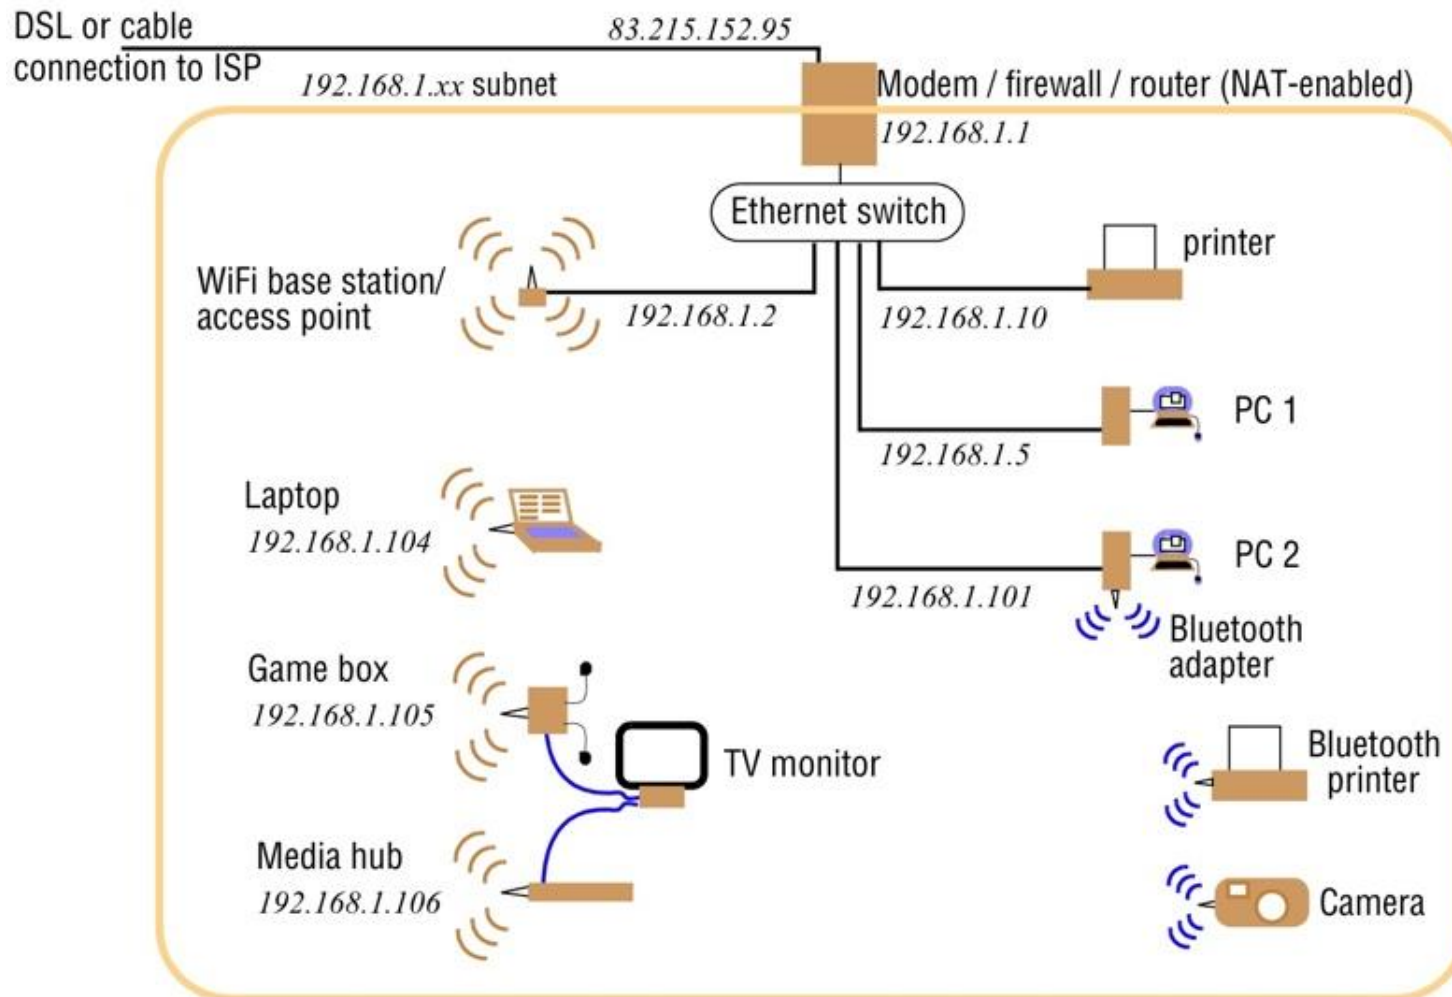 DSL or cable
connection to ISP
83.215.152.95
192.168.1.xx subnet
Modem / firewall / router (NAT-enabled)
192.168.1.1
Ethernet switch
printer
WiFi base station/
access point
192.168.1.2
192.168.1.10
PC 1
192.168.1.5
Laptop
192.168.1.104
PC 2
192.168.1.101
Bluetooth
adapter
Game box
192.168.1.105
TV monitor
Bluetooth
printer
Media hub
192.168.1.106
Camera